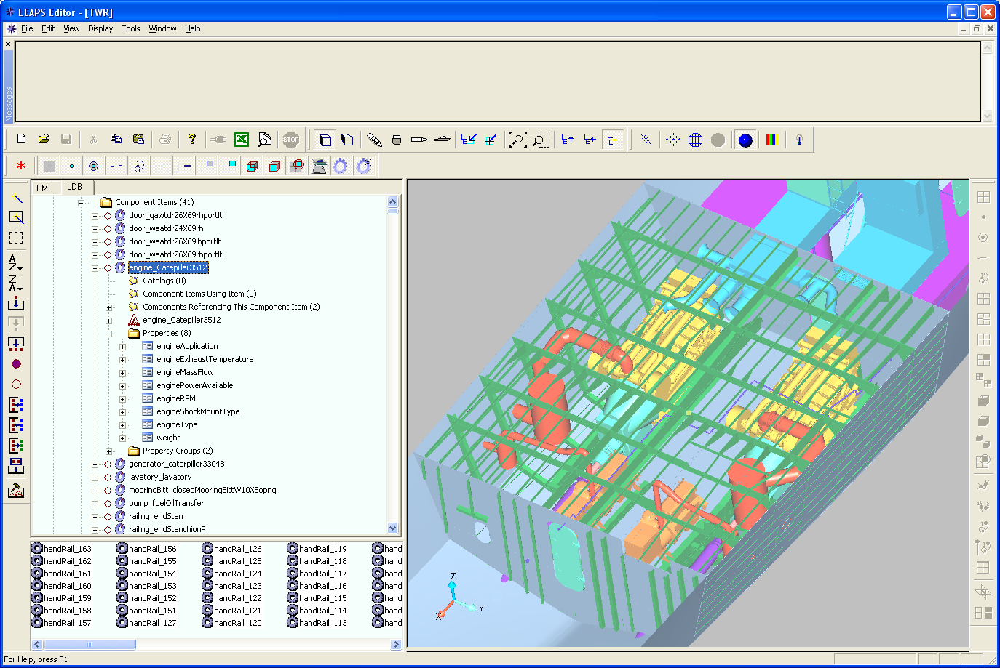 LEAPS Editor - [TWR]
File Edit View Display Tools Window Help
Messages
STOP
PM LDB
Component Items (41)
door_qawtdr26X69rhportlt
door_weatdr24X69rh
door_weatdr26X69lhportlt
door_weatdr26X69rhportlt
engine_Catepiller3512
Catalogs (0)
Component Items Using Item (0)
Components Referencing This Component Item (2)
engine_Catepiller3512
Properties (8)
engineApplication
engineExhaustTemperature
engineMassFlow
enginePowerAvailable
engineRPM
engineShockMountType
engineType
weight
Property Groups (2)
generator_caterpiller3304B
lavatory_lavatory
mooringBitt_closedMooringBittW10X5opng
pump_fuelOilTransfer
railing_endStan
railing_endStanchionP
handRail_163 handRail_156 handRail_126 handRail_119 hand
handRail_162 handRail_155 handRail_125 handRail_118 hand
handRail_161 handRail_154 handRail_124 handRail_117 hand
handRail_160 handRail_153 handRail_123 handRail_116 hand
handRail_159 handRail_152 handRail_122 handRail_115 hand
handRail_158 handRail_151 handRail_121 handRail_114 hand
handRail_157 handRail_127 handRail_120 handRail_113 hand
Z
Y
X
For Help, press F1